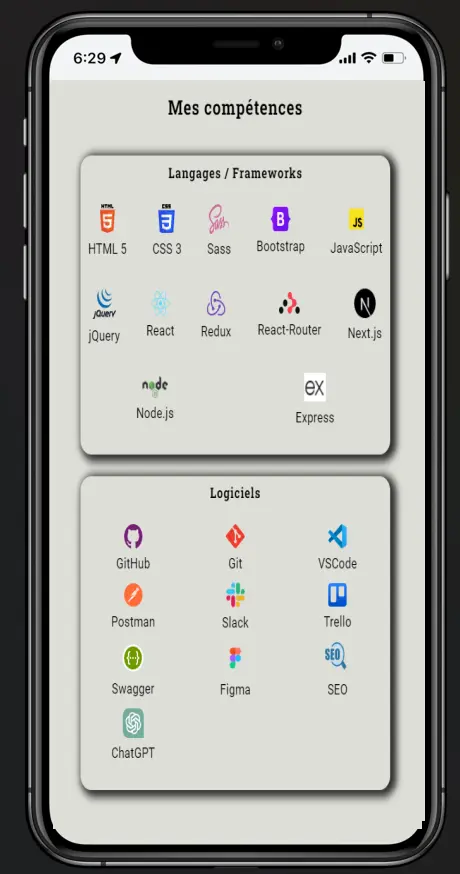 6:29
Mes compétences
Langages / Frameworks
HTML CSS Sass B JS
HTML 5 CSS 3 Sass Bootstrap JavaScript
jQuery N
jQuery React Redux React-Router Next.js
node ex
Node.js Express
Logiciels
GitHub Git VSCode
Postman Slack Trello
{··} SEO
Swagger Figma SEO
ChatGPT